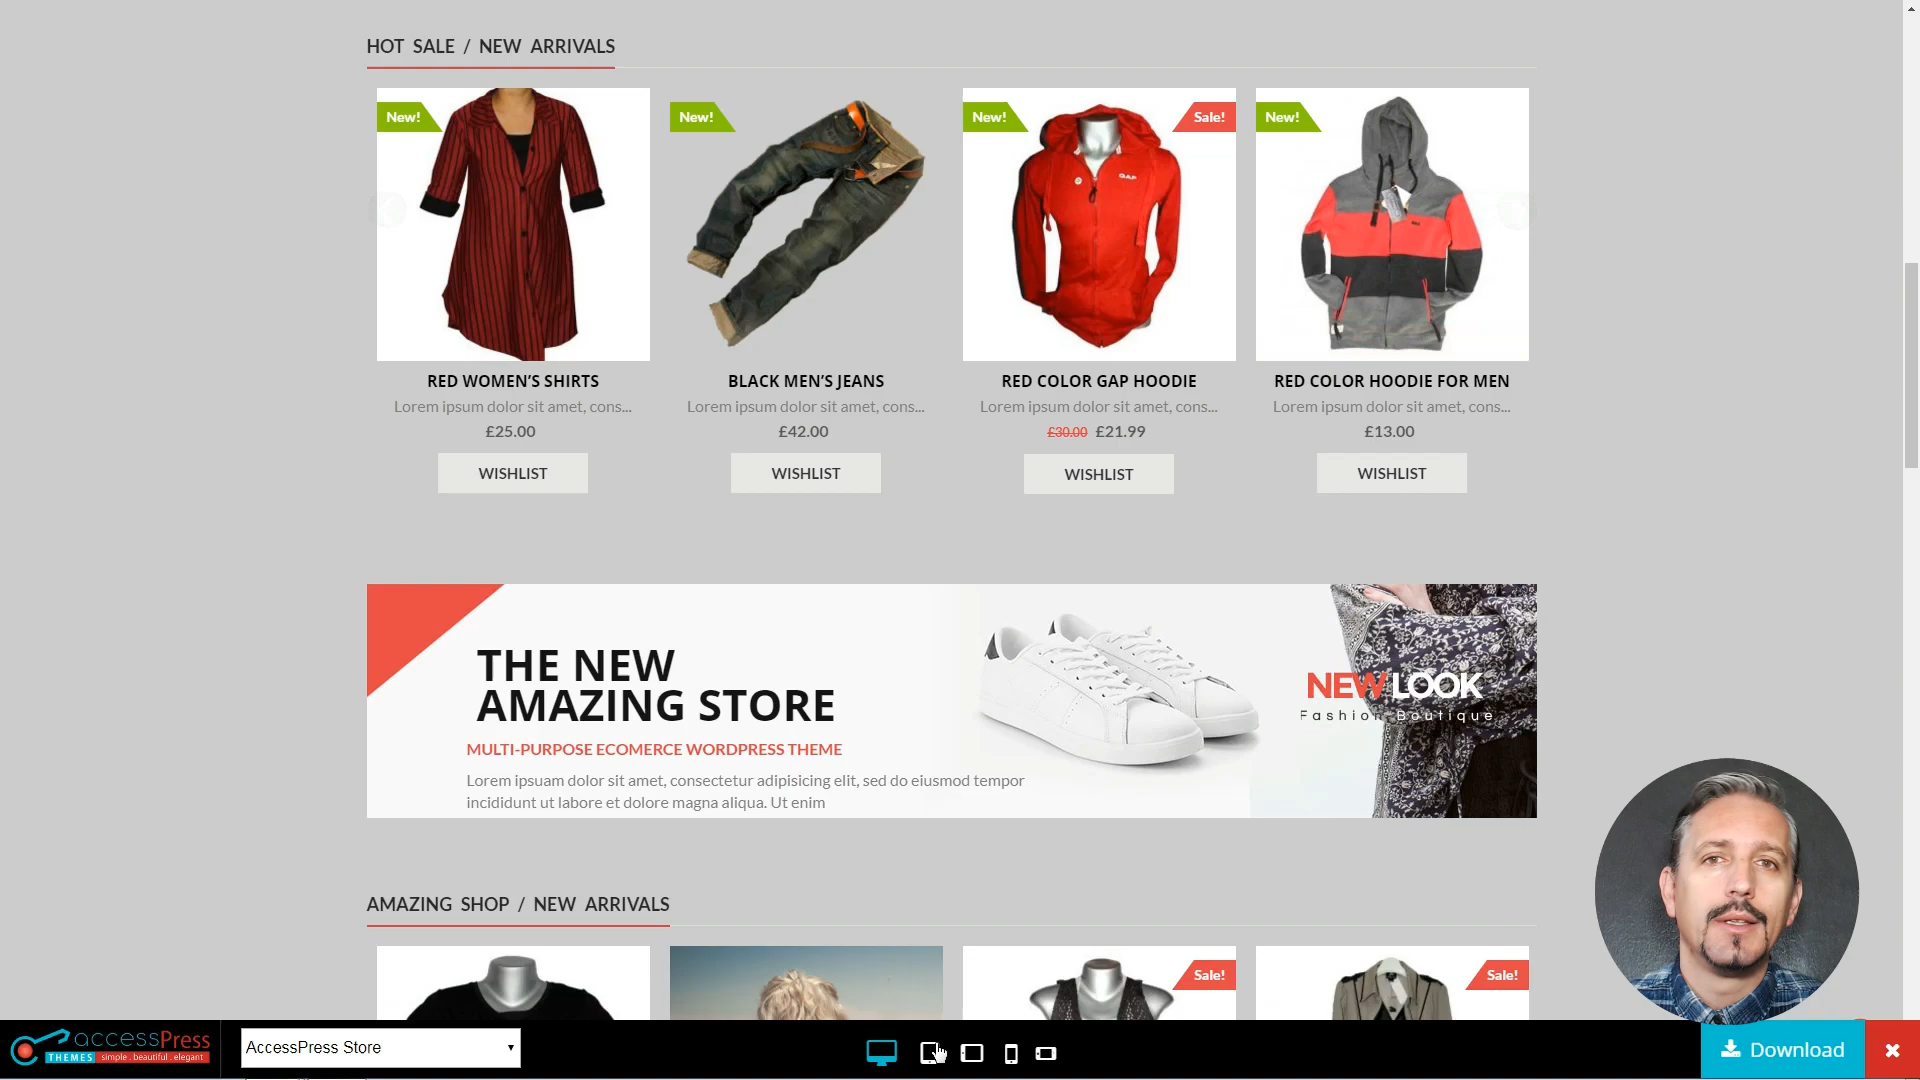 HOT SALE / NEW ARRIVALS
New!
New!
New!
Sale!
New!
GAP
RED WOMEN’S SHIRTS
BLACK MEN’S JEANS
RED COLOR GAP HOODIE
RED COLOR HOODIE FOR MEN
Lorem ipsum dolor sit amet, cons...
Lorem ipsum dolor sit amet, cons...
Lorem ipsum dolor sit amet, cons...
Lorem ipsum dolor sit amet, cons...
£25.00
£42.00
£30.00 £21.99
£13.00
WISHLIST
WISHLIST
WISHLIST
WISHLIST
THE NEW
AMAZING STORE
MULTI-PURPOSE ECOMERCE WORDPRESS THEME
Lorem ipsuam dolor sit amet, consectetur adipisicing elit, sed do eiusmod tempor
incididunt ut labore et dolore magna aliqua. Ut enim
NEW LOOK
Fashion Boutique
AMAZING SHOP / NEW ARRIVALS
Sale!
Sale!
accessPress
THEMES simple . beautiful . elegant
AccessPress Store
Download